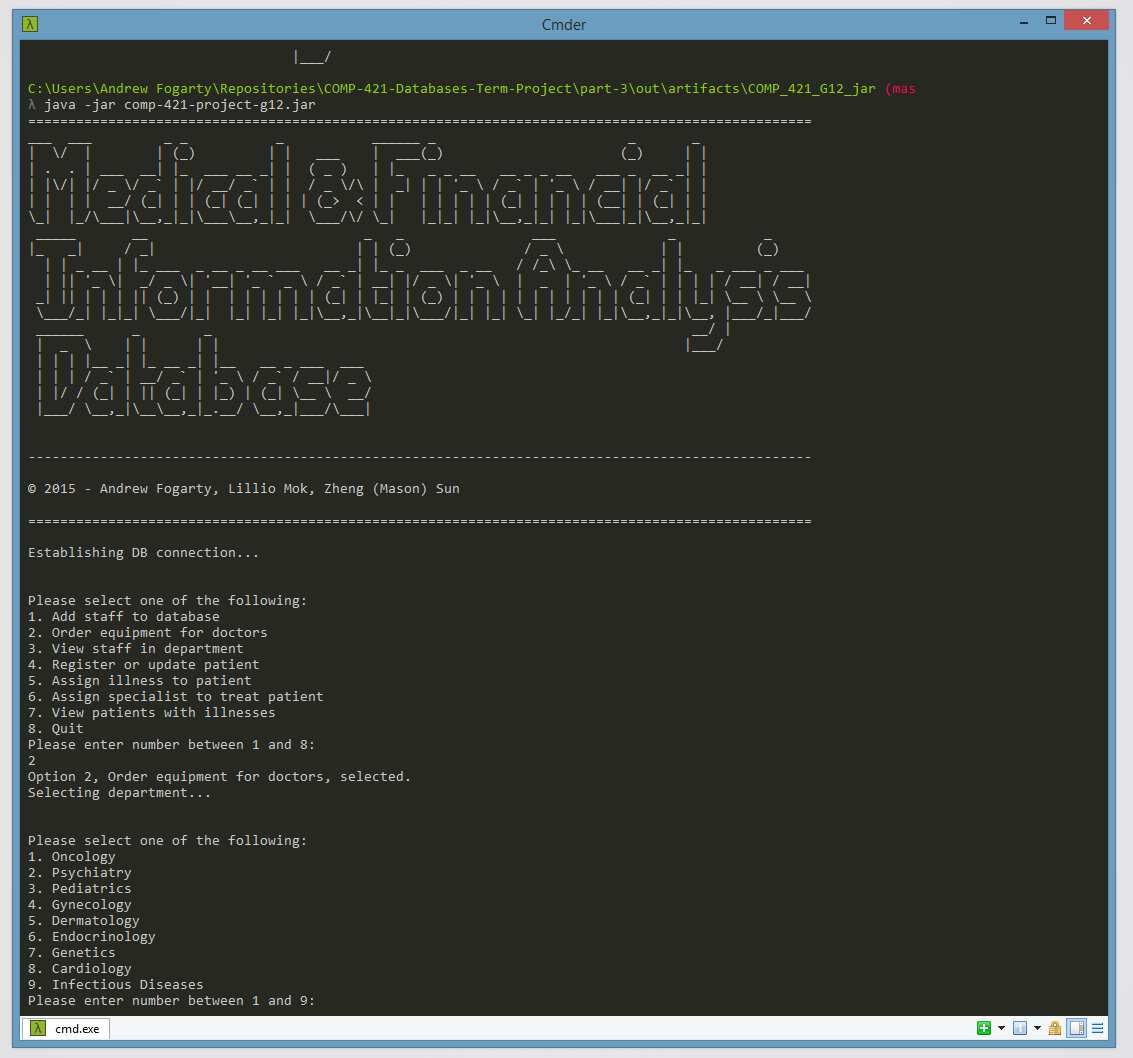 Cmder
C:\Users\Andrew Fogarty\Repositories\COMP-421-Databases-Term-Project\part-3\out\artifacts\COMP_421_G12_jar (mas
λ java -jar comp-421-project-g12.jar
Medical & Financial
Information Analysis
Database
© 2015 - Andrew Fogarty, Lillio Mok, Zheng (Mason) Sun
Establishing DB connection...
Please select one of the following:
1. Add staff to database
2. Order equipment for doctors
3. View staff in department
4. Register or update patient
5. Assign illness to patient
6. Assign specialist to treat patient
7. View patients with illnesses
8. Quit
Please enter number between 1 and 8:
2
Option 2, Order equipment for doctors, selected.
Selecting department...
Please select one of the following:
1. Oncology
2. Psychiatry
3. Pediatrics
4. Gynecology
5. Dermatology
6. Endocrinology
7. Genetics
8. Cardiology
9. Infectious Diseases
Please enter number between 1 and 9:
λ cmd.exe